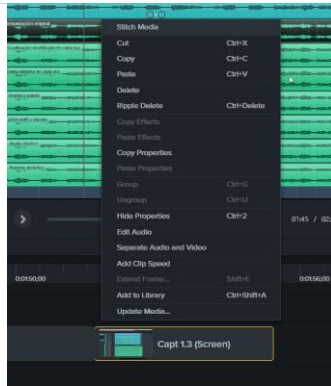 Stitch Media
Cut Ctrl+X
Copy Ctrl+C
Paste Ctrl+V
Delete
Ripple Delete Ctrl+Delete
Copy Effects
Paste Effects
Copy Properties
Paste Properties
Group Ctrl+G
Ungroup Ctrl+U
Hide Properties Ctrl+2
Edit Audio
Separate Audio and Video
Add Clip Speed
Extend Frame... Shift+E
Add to Library Ctrl+Shift+A
Update Media...
01:45 / 02:
0:01:50;00
0:01:56;00
Capt 1.3 (Screen)